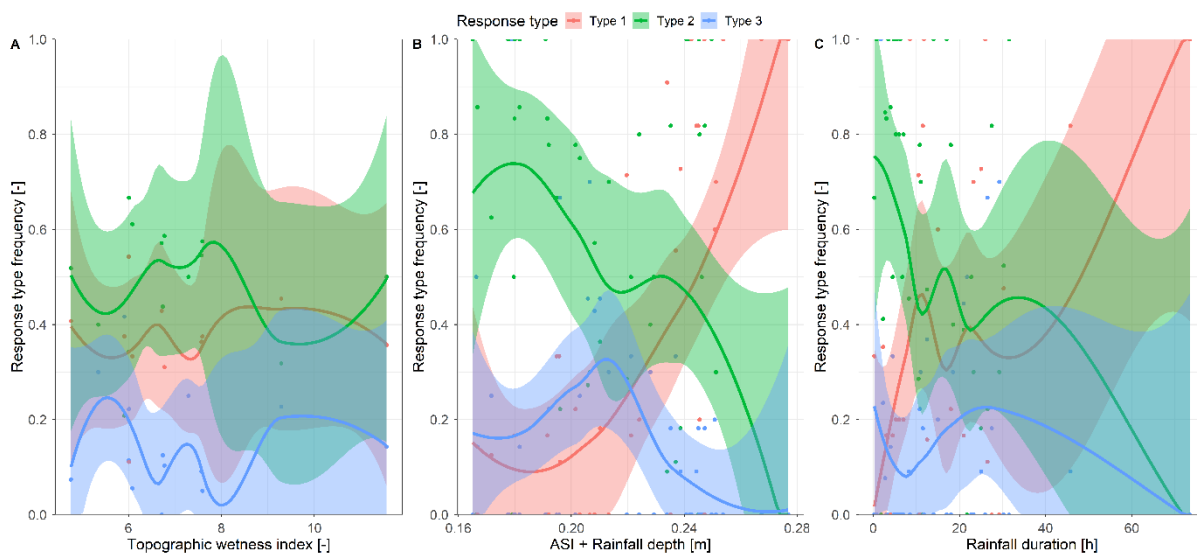 Response type Type 1 Type 2 Type 3
A B C
1.0 1.0 1.0
0.8 0.8 0.8
0.6 0.6 0.6
0.4 0.4 0.4
0.2 0.2 0.2
0.0 0.0 0.0
Response type frequency [-] Response type frequency [-] Response type frequency [-]
6 8 10 0.16 0.20 0.24 0.28 0 20 40 60
Topographic wetness index [-] ASI + Rainfall depth [m] Rainfall duration [h]